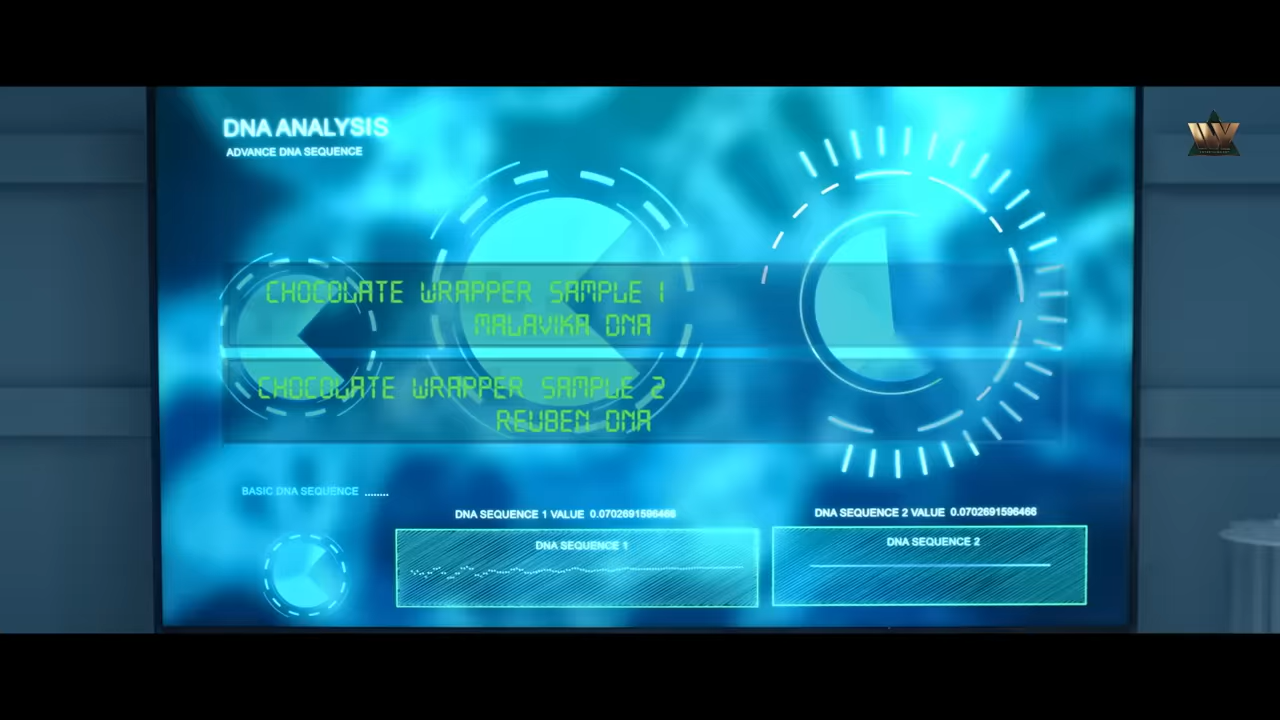 DNA ANALYSIS
ADVANCE DNA SEQUENCE
CHOCOLATE WRAPPER SAMPLE 1
MALAVIKA DNA
CHOCOLATE WRAPPER SAMPLE 2
REUBEN DNA
BASIC DNA SEQUENCE ........
DNA SEQUENCE 1 VALUE 0.0702691596466
DNA SEQUENCE 2 VALUE 0.0702691596466
DNA SEQUENCE 1
DNA SEQUENCE 2